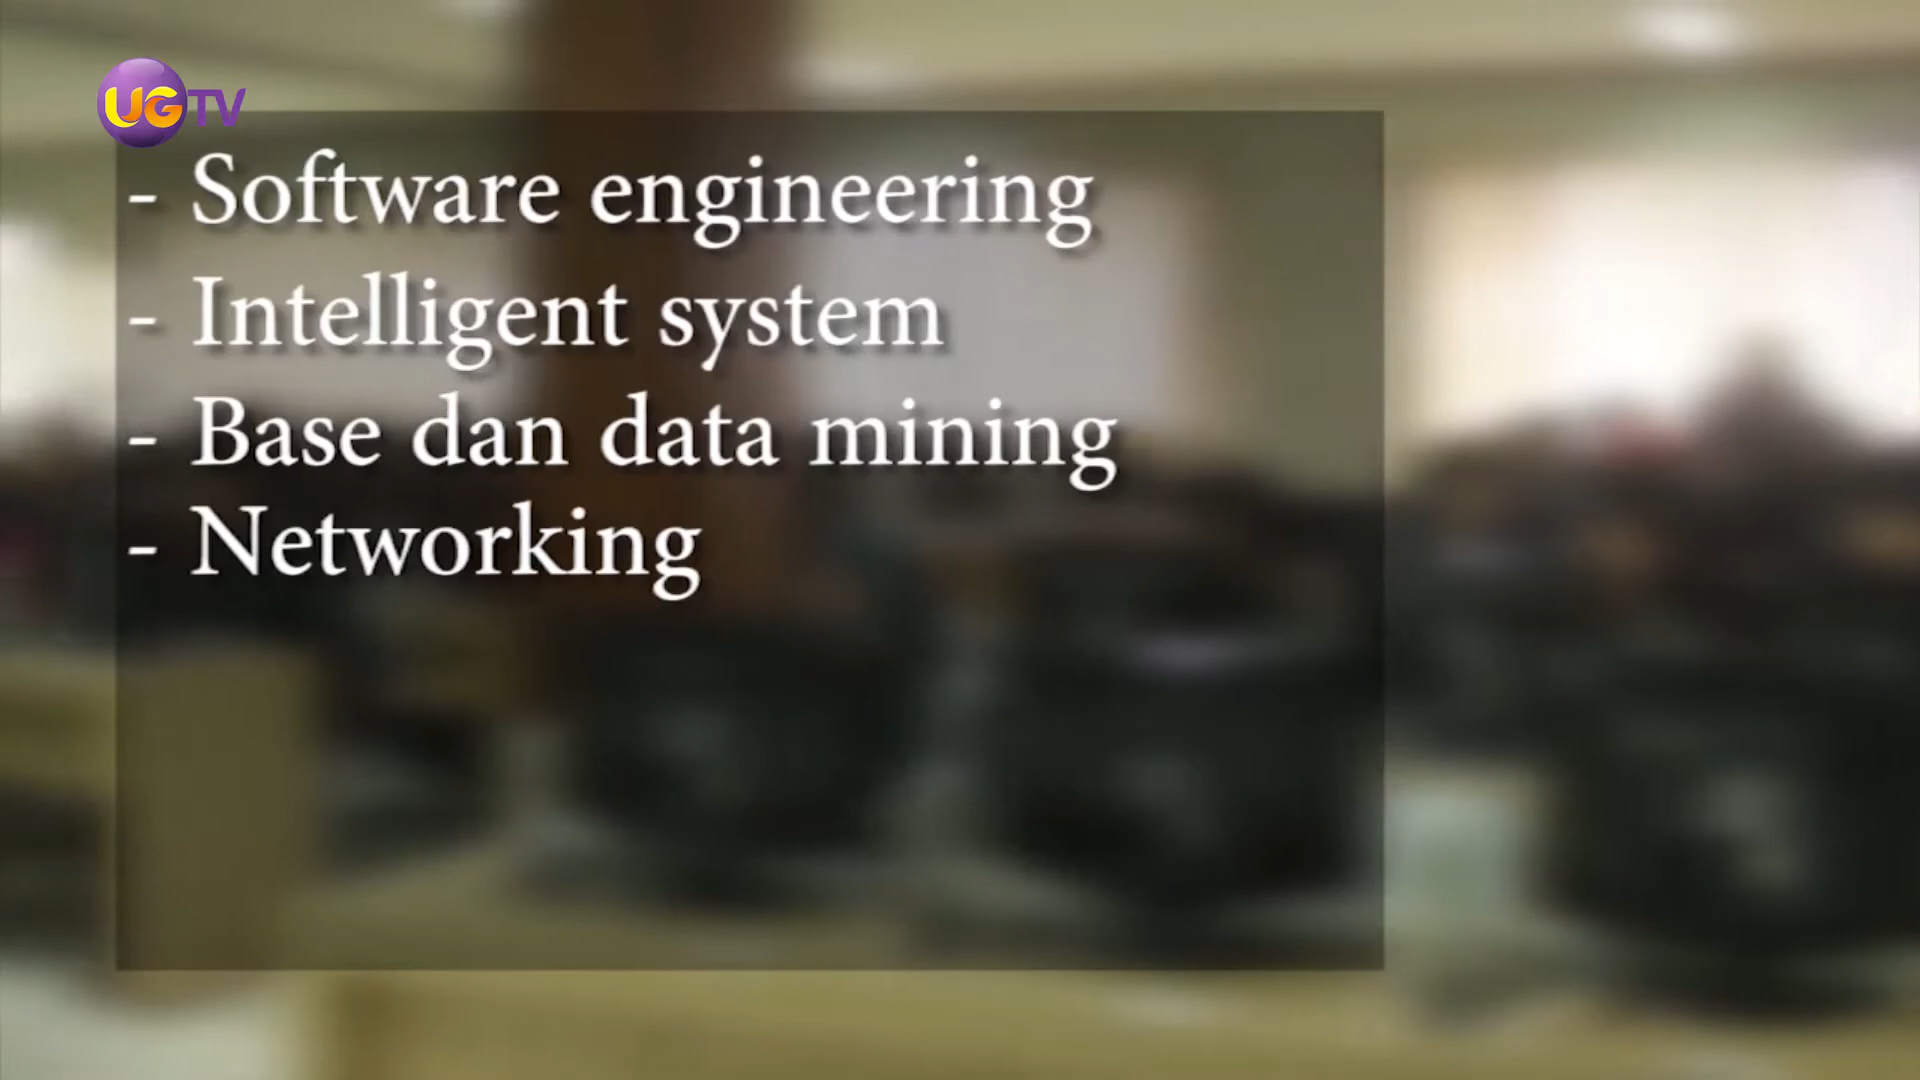 UGTV
- Software engineering
- Intelligent system
- Base dan data mining
- Networking